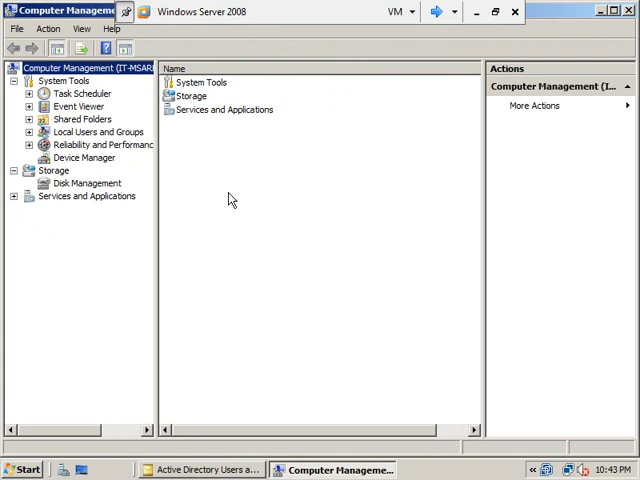 Computer Managem
Windows Server 2008
VM
File Action View Help
Computer Management (IT-MSARI
System Tools
Task Scheduler
Event Viewer
Shared Folders
Local Users and Groups
Reliability and Performanc
Device Manager
Storage
Disk Management
Services and Applications
Name
System Tools
Storage
Services and Applications
Actions
Computer Management (I...
More Actions
Start
Active Directory Users a...
Computer Manageme...
10:43 PM